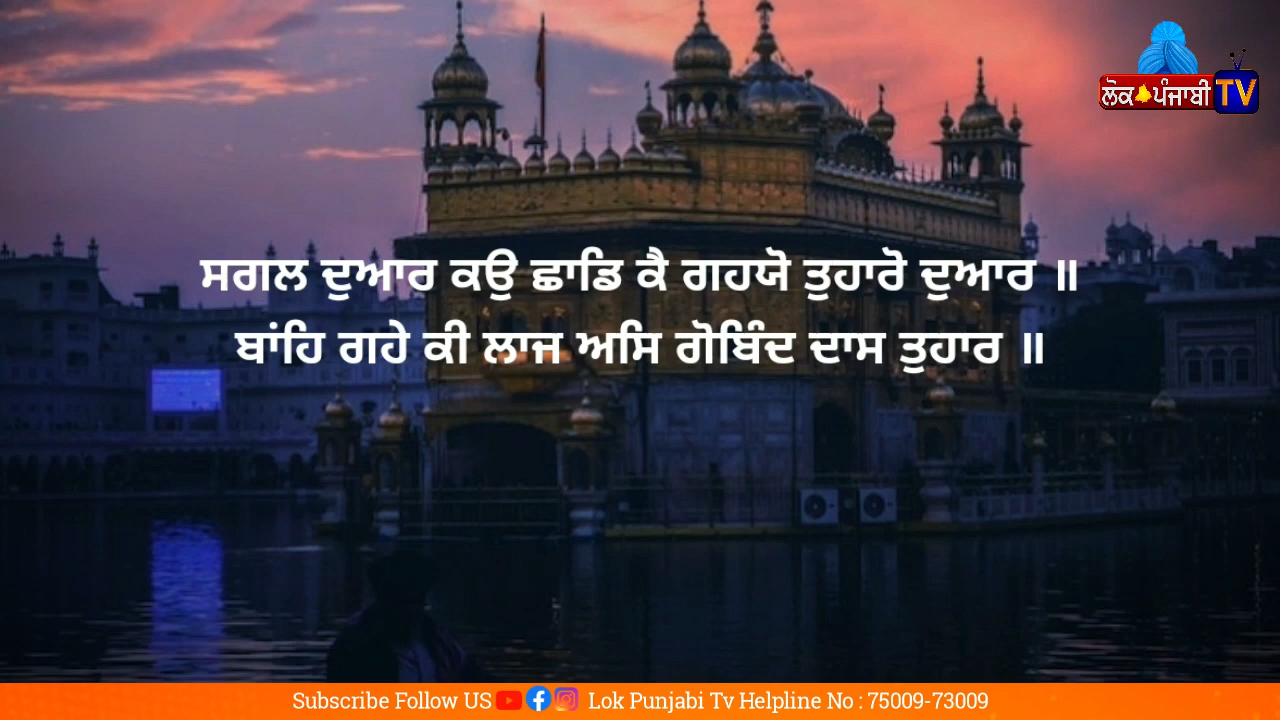 ਲੋਕ ਪੰਜਾਬੀ TV
ਸਗਲ ਦੁਆਰ ਕਉ ਛਾਡਿ ਕੈ ਗਹਯੋ ਤੁਹਾਰੋ ਦੁਆਰ ॥
ਬਾਂਹਿ ਗਹੇ ਕੀ ਲਾਜ ਅਸਿ ਗੋਬਿੰਦ ਦਾਸ ਤੁਹਾਰ ॥
Subscribe Follow US Lok Punjabi Tv Helpline No : 75009-73009